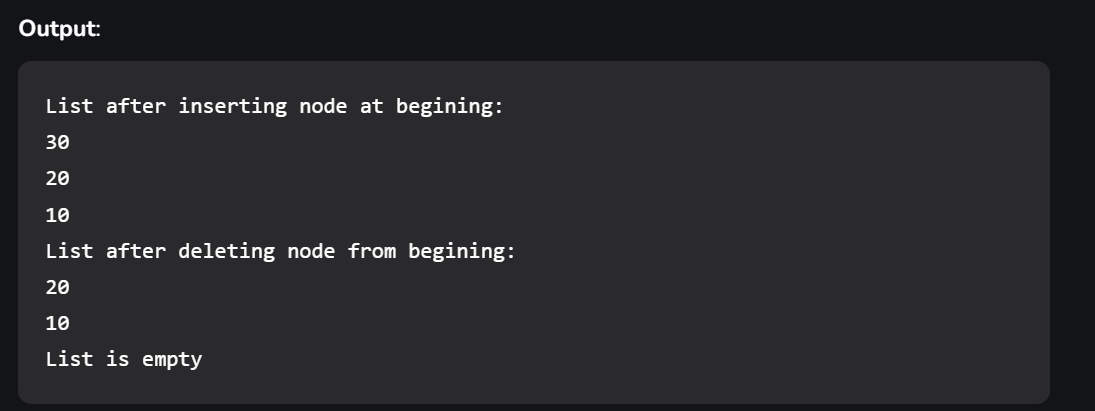 Output:
List after inserting node at begining:
30
20
10
List after deleting node from begining:
20
10
List is empty